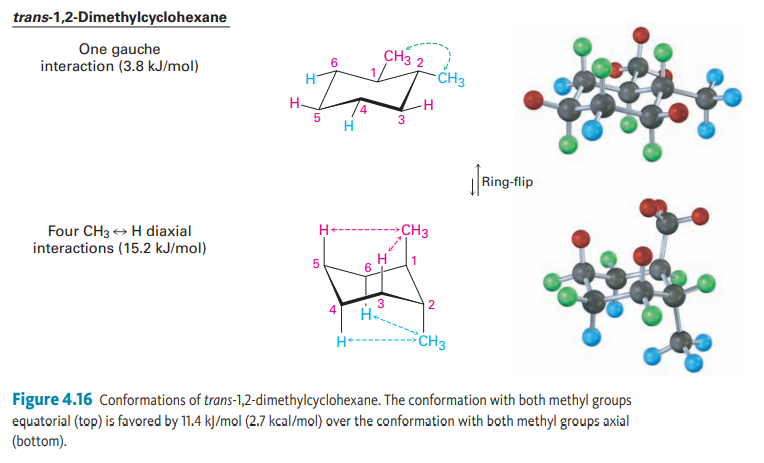 trans-1,2-Dimethylcyclohexane
One gauche
interaction (3.8 kJ/mol)
6
CH3
2
1
H
CH3
H
4
H
5
3
H
Ring-flip
Four CH3 ↔ H diaxial
interactions (15.2 kJ/mol)
H
CH3
H
5
6
1
4
3
2
H
H
CH3
Figure 4.16 Conformations of trans-1,2-dimethylcyclohexane. The conformation with both methyl groups
equatorial (top) is favored by 11.4 kJ/mol (2.7 kcal/mol) over the conformation with both methyl groups axial
(bottom).